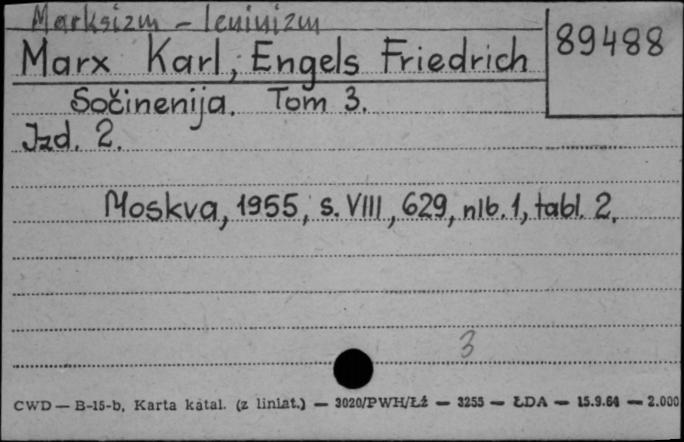 Marksizm - leninizm
89488
Marx Karl, Engels Friedrich
Sočinenija. Tom 3.
Izd. 2.
Moskva, 1955, s. VIII, 629, nlb. 1, tabl. 2.
3
CWD — B-15-b, Karta katal. (z liniat.) — 3020/PWH/Łż — 3255 — ŁDA — 15.9.64 — 2.000